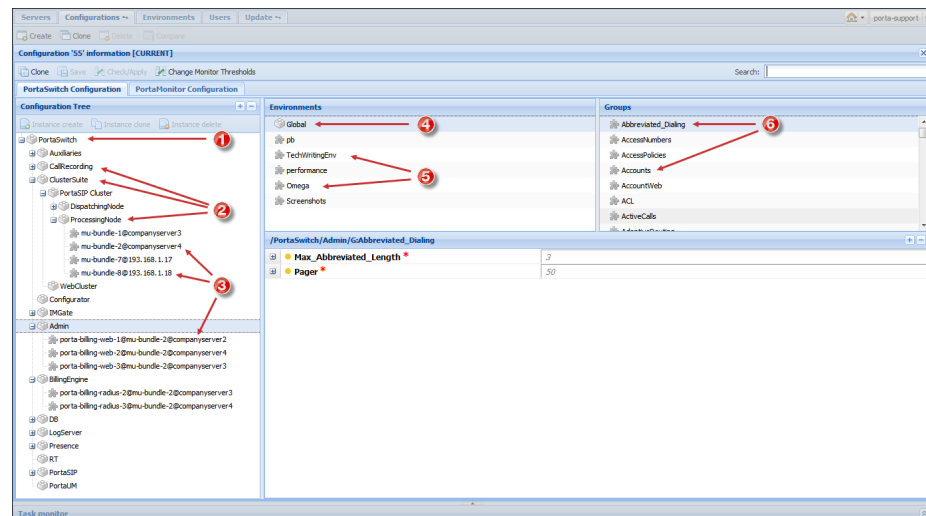 Servers Configurations Environments Users Update porta-support
Create Clone Delete Compare
Configuration '55' information [CURRENT]
Clone Save Check/Apply Change Monitor Thresholds Search:
PortaSwitch Configuration PortaMonitor Configuration
Configuration Tree Environments Groups
Instance create Instance clone Instance delete Global 4 Abbreviated_Dialing 6
PortaSwitch 1 pb AccessNumbers
Auxiliaries TechWritingEnv AccessPolicies
CallRecording performance Accounts
ClusterSuite 5 Omega AccountWeb
PortaSIP Cluster Screenshots ACL
DispatchingNode 2 ActiveCalls
ProcessingNode AdaptiveRouting
mu-bundle-1@companyserver3
mu-bundle-2@companyserver4 /PortaSwitch/Admin/G:Abbreviated_Dialing
mu-bundle-7@193.168.1.17 Max_Abbreviated_Length * 3
mu-bundle-8@193.168.1.18 Pager * 50
WebCluster 3
Configurator
IMGate
Admin
porta-billing-web-1@mu-bundle-2@companyserver2
porta-billing-web-2@mu-bundle-2@companyserver4
porta-billing-web-3@mu-bundle-2@companyserver3
BillingEngine
porta-billing-radius-2@mu-bundle-2@companyserver3
porta-billing-radius-3@mu-bundle-2@companyserver4
DB
LogServer
Presence
RT
PortaSIP
PortaUM
Task monitor